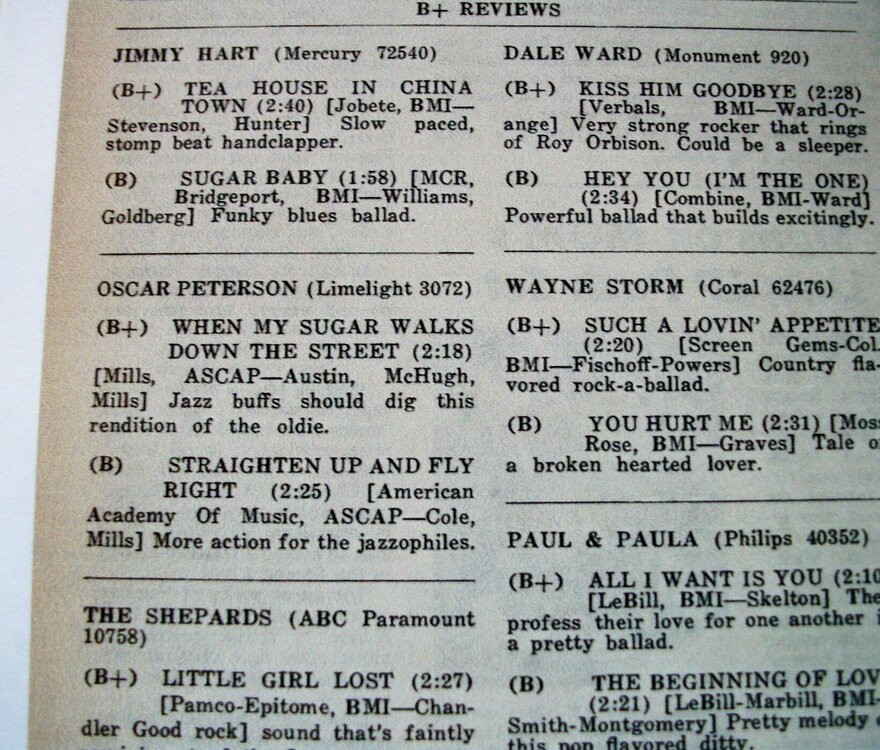 B+ REVIEWS
JIMMY HART (Mercury 72540)
(B+) TEA HOUSE IN CHINA
TOWN (2:40) [Jobete, BMI—
Stevenson, Hunter] Slow paced,
stomp beat handclapper.
(B) SUGAR BABY (1:58) [MCR,
Bridgeport, BMI—Williams,
Goldberg] Funky blues ballad.
OSCAR PETERSON (Limelight 3072)
(B+) WHEN MY SUGAR WALKS
DOWN THE STREET (2:18)
[Mills, ASCAP—Austin, McHugh,
Mills] Jazz buffs should dig this
rendition of the oldie.
(B) STRAIGHTEN UP AND FLY
RIGHT (2:25) [American
Academy Of Music, ASCAP—Cole,
Mills] More action for the jazzophiles.
THE SHEPARDS (ABC Paramount
10758)
(B+) LITTLE GIRL LOST (2:27)
[Pamco-Epitome, BMI—Chan-
dler Good rock] sound that's faintly
DALE WARD (Monument 920)
(B+) KISS HIM GOODBYE (2:28)
[Verbals, BMI—Ward-Or-
ange] Very strong rocker that rings
of Roy Orbison. Could be a sleeper.
(B) HEY YOU (I'M THE ONE)
(2:34) [Combine, BMI-Ward]
Powerful ballad that builds excitingly.
WAYNE STORM (Coral 62476)
(B+) SUCH A LOVIN' APPETITE
(2:20) [Screen Gems-Col.
BMI—Fischoff-Powers] Country fla-
vored rock-a-ballad.
(B) YOU HURT ME (2:31) [Moss
Rose, BMI—Graves] Tale o
a broken hearted lover.
PAUL & PAULA (Philips 40352)
(B+) ALL I WANT IS YOU (2:10
[LeBill, BMI—Skelton] The
profess their love for one another i
a pretty ballad.
(B) THE BEGINNING OF LOV
(2:21) [LeBill-Marbill, BMI-
Smith-Montgomery] Pretty melody o
this pop flavored ditty.